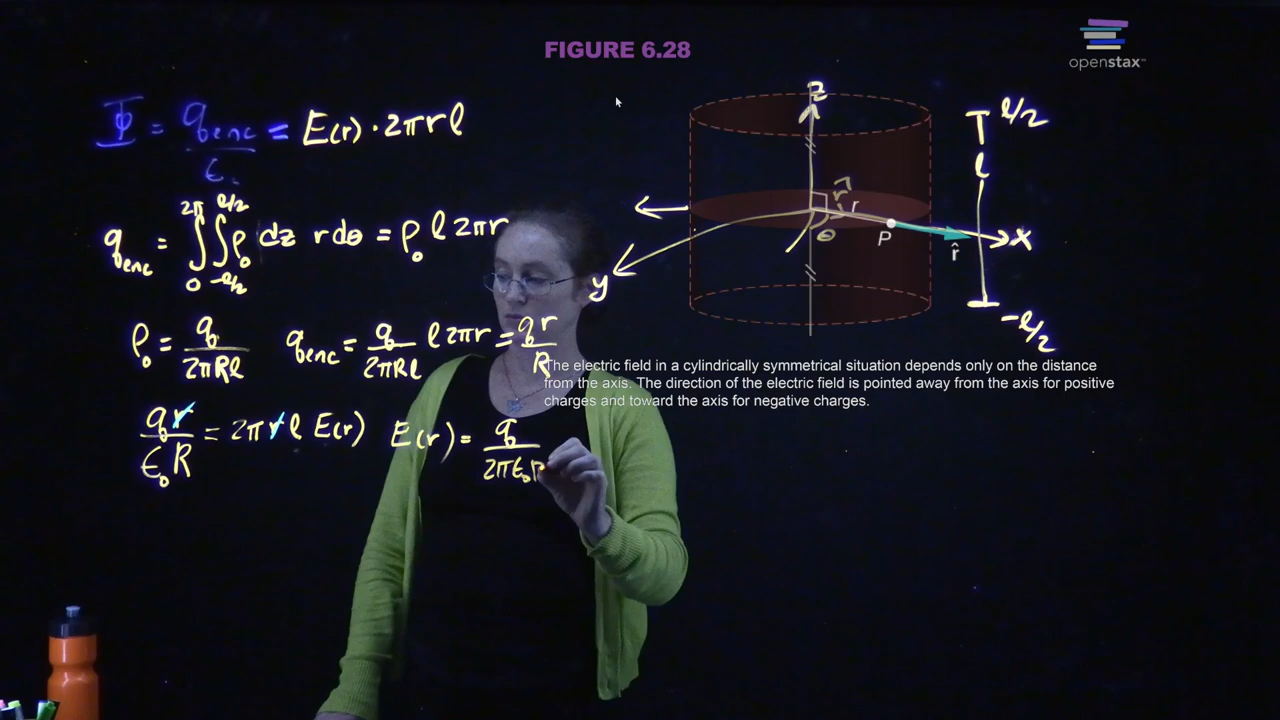 FIGURE 6.28
openstax™
Φ = q_enc / ε₀ = E(r) · 2πrl
q_enc = ∫₀^2π ∫_-l/2^l/2 ρ₀ dz r dθ = ρ₀ l 2πr
ρ₀ = q / 2πRl q_enc = q / 2πRl l 2πr = qr / R
qr / ε₀R = 2πrl E(r) E(r) = q / 2πε₀R
z
l/2
l
r̂
r
θ
P
r̂
x
y
-l/2
The electric field in a cylindrically symmetrical situation depends only on the distance
from the axis. The direction of the electric field is pointed away from the axis for positive
charges and toward the axis for negative charges.